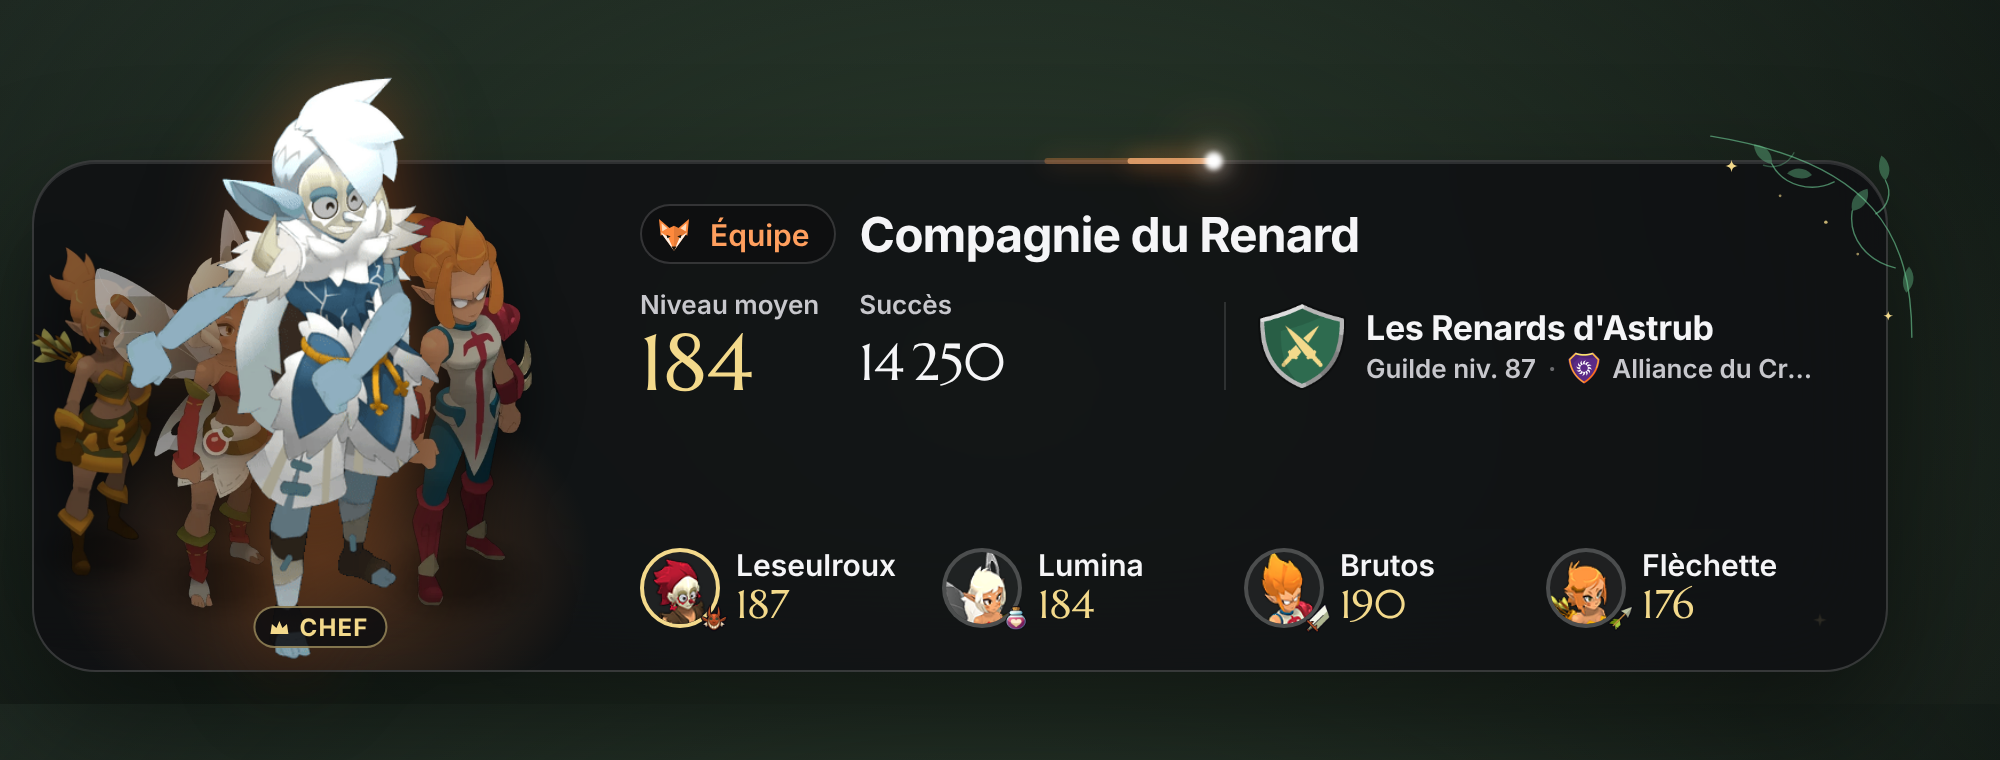 Équipe
Compagnie du Renard
Niveau moyen
184
Succès
14 250
Les Renards d'Astrub
Guilde niv. 87 · Alliance du Cr...
CHEF
Leseulroux
187
Lumina
184
Brutos
190
Flèchette
176